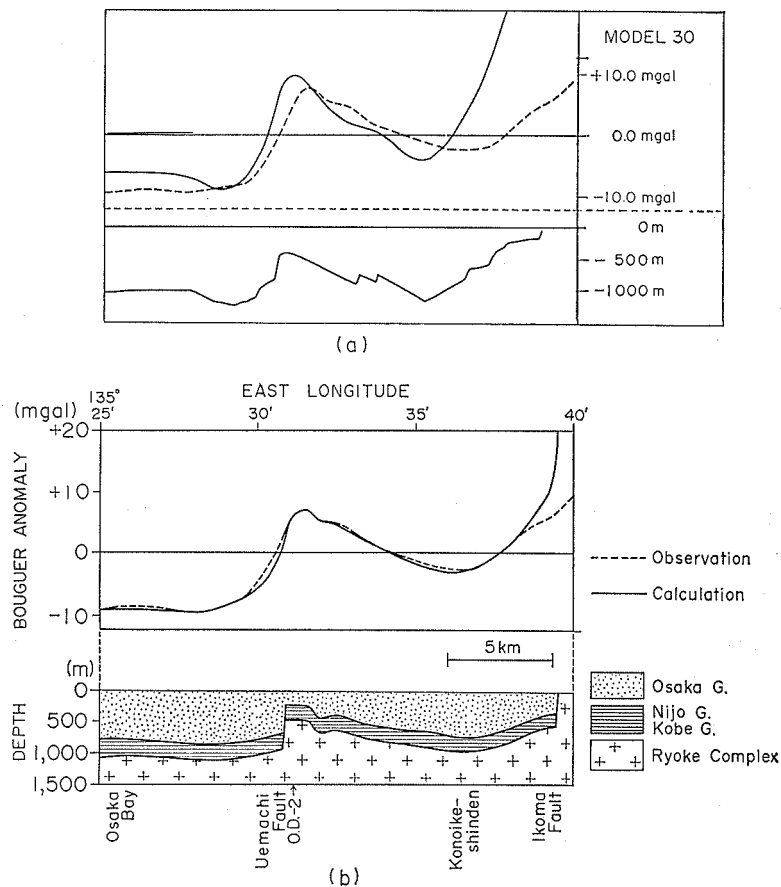 MODEL 30
+10.0 mgal
0.0 mgal
-10.0 mgal
0 m
- 500 m
- 1000 m
(a)
EAST LONGITUDE
135°
25' 30' 35' 40'
(mgal)
+20
+10
0
-10
BOUGUER ANOMALY
Observation
Calculation
5 km
(m)
0
500
1,000
1,500
DEPTH
Osaka G.
Nijo G.
Kobe G.
Ryoke Complex
Osaka
Bay
Uemachi
Fault
O.D.-2→
Konoike-
shinden
Ikoma
Fault
(b)